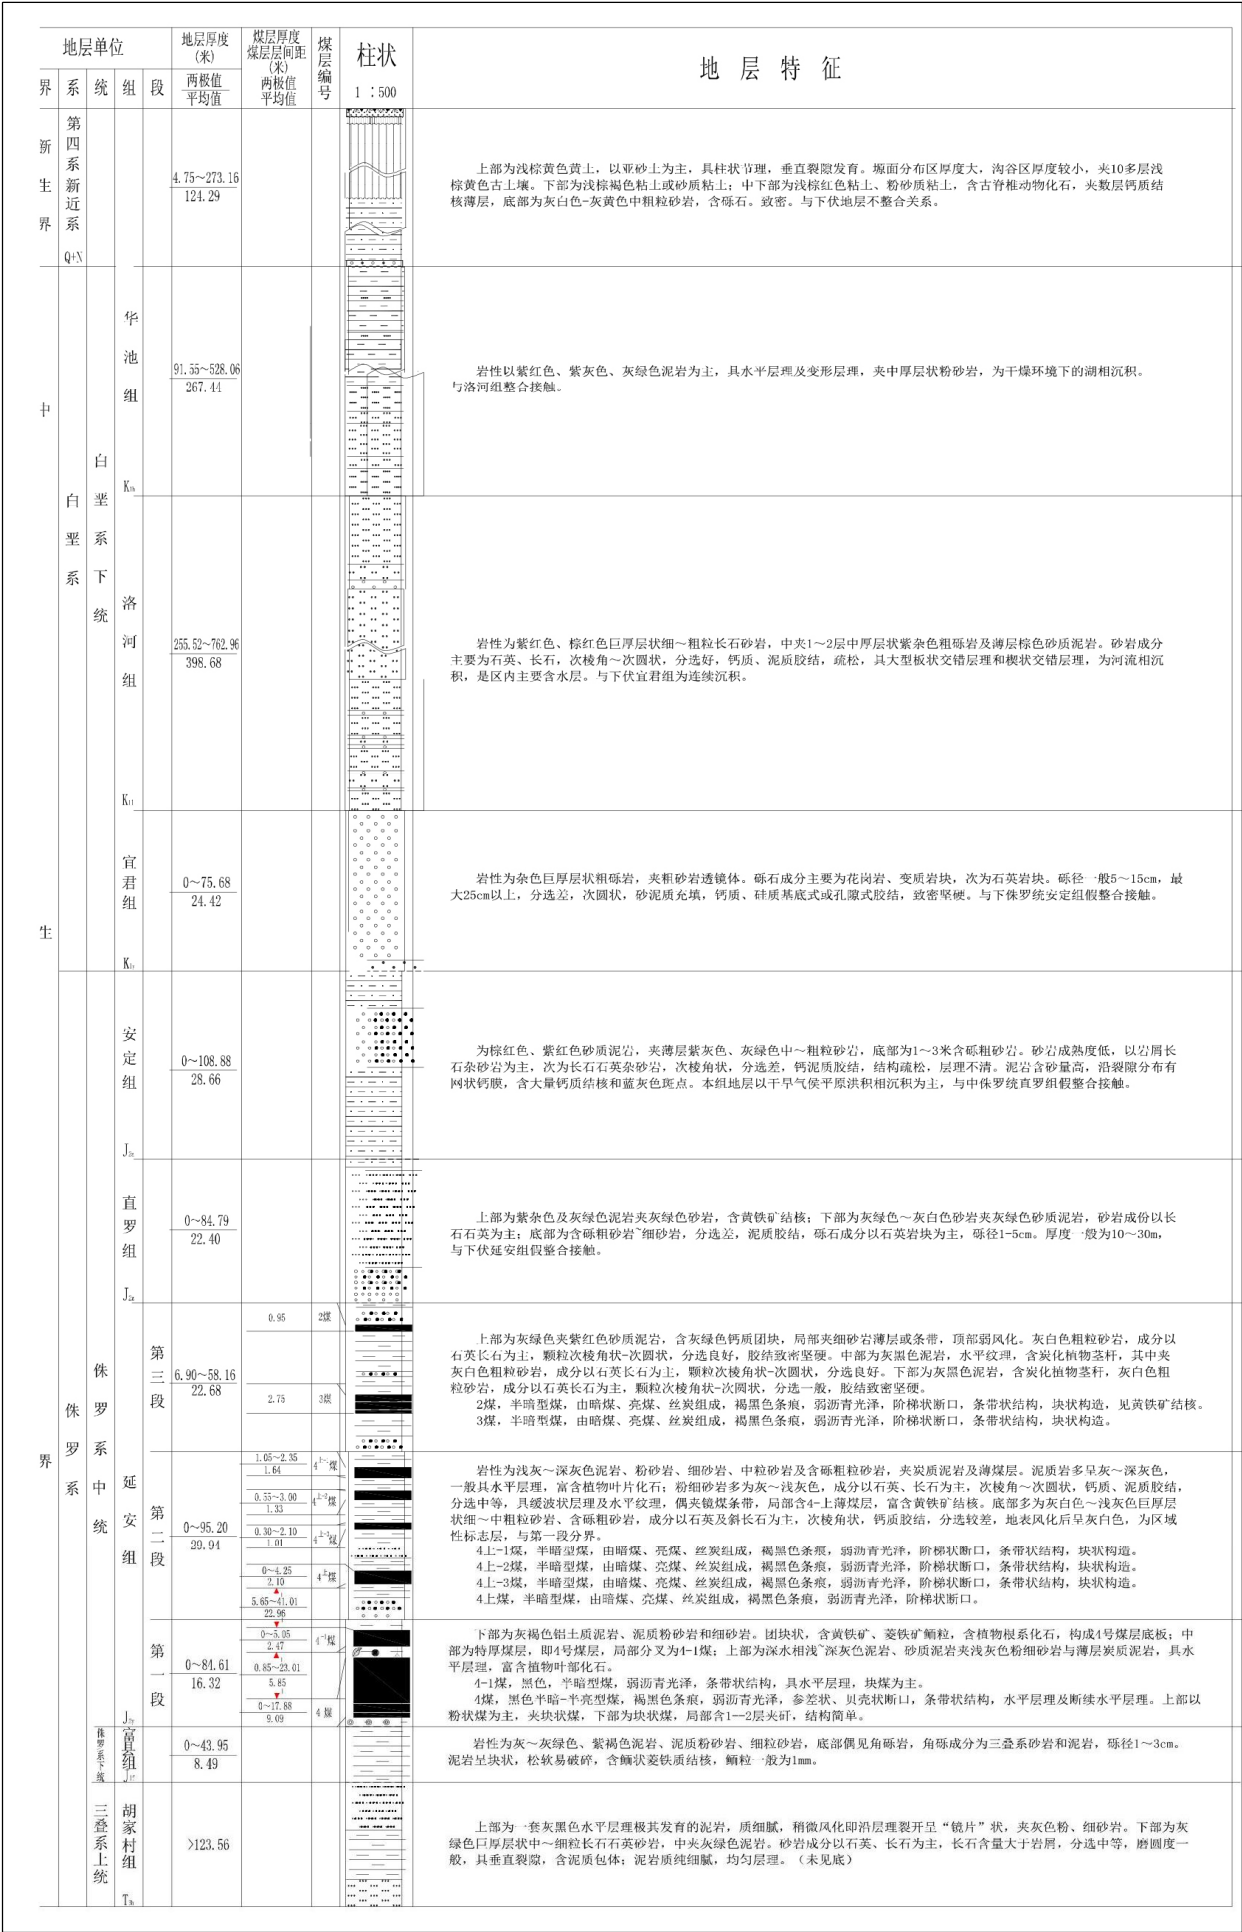 地层单位
地层厚度
(米)
两极值
平均值
煤层厚度
煤层层间距
(米)
两极值
平均值
煤层编号
柱状
1：500
地 层 特 征
界 系 统 组 段
新生界
第四系新近系
Q+N
4.75～273.16
124.29
上部为浅棕黄色黄土，以亚砂土为主，具柱状节理，垂直裂隙发育。塬面分布区厚度大，沟谷区厚度较小，夹10多层浅
棕黄色古土壤。下部为浅棕褐色粘土或砂质粘土；中下部为浅棕红色粘土、粉砂质粘土，含古脊椎动物化石，夹数层钙质结
核薄层，底部为灰白色-灰黄色中粗粒砂岩，含砾石。致密。与下伏地层不整合关系。
中生界
白垩系
白垩系下统
华池组
K1h
91.55～528.06
267.44
岩性以紫红色、紫灰色、灰绿色泥岩为主，具水平层理及变形层理，夹中厚层状粉砂岩，为干燥环境下的湖相沉积。
与洛河组整合接触。
洛河组
K1l
255.52～762.96
398.68
岩性为紫红色、棕红色巨厚层状细～粗粒长石砂岩，中夹1～2层中厚层状紫杂色粗砾岩及薄层棕色砂质泥岩。砂岩成分
主要为石英、长石，次棱角～次圆状，分选好，钙质、泥质胶结，疏松，具大型板状交错层理和楔状交错层理，为河流相沉
积，是区内主要含水层。与下伏宜君组为连续沉积。
宜君组
0～75.68
24.42
岩性为杂色巨厚层状粗砾岩，夹粗砂岩透镜体。砾石成分主要为花岗岩、变质岩块，次为石英岩块。砾径一般5～15cm，最
大25cm以上，分选差，次圆状，砂泥质充填，钙质、硅质基底式或孔隙式胶结，致密坚硬。与下侏罗统安定组假整合接触。
侏罗系
侏罗系中统
安定组
0～108.88
28.66
为棕红色、紫红色砂质泥岩，夹薄层紫灰色、灰绿色中～粗粒砂岩，底部为1～3米含砾粗砂岩。砂岩成熟度低，以岩屑长
石杂砂岩为主，次为长石石英杂砂岩，次棱角状，分选差，钙泥质胶结，结构疏松，层理不清。泥岩含砂量高，沿裂隙分布有
网状钙膜，含大量钙质结核和蓝灰色斑点。本组地层以干旱气侯平原洪积相沉积为主，与中侏罗统直罗组假整合接触。
直罗组
0～84.79
22.40
上部为紫杂色及灰绿色泥岩夹灰绿色砂岩，含黄铁矿结核；下部为灰绿色～灰白色砂岩夹灰绿色砂质泥岩，砂岩成份以长
石石英为主；底部为含砾粗砂岩~细砂岩，分选差，泥质胶结，砾石成分以石英岩块为主，砾径1-5cm。厚度一般为10～30m，
与下伏延安组假整合接触。
延安组
第三段
6.90～58.16
22.68
0.95
2煤
2.75
3煤
上部为灰绿色夹紫红色砂质泥岩，含灰绿色钙质团块，局部夹细砂岩薄层或条带，顶部弱风化。灰白色粗粒砂岩，成分以
石英长石为主，颗粒次棱角状-次圆状，分选良好，胶结致密坚硬。中部为灰黑色泥岩，水平纹理，含炭化植物茎杆，其中夹
灰白色粗粒砂岩，成分以石英长石为主，颗粒次棱角状-次圆状，分选良好。下部为灰黑色泥岩，含炭化植物茎秆，灰白色粗
粒砂岩，成分以石英长石为主，颗粒次棱角状-次圆状，分选一般，胶结致密坚硬。
2煤，半暗型煤，由暗煤、亮煤、丝炭组成，褐黑色条痕，弱沥青光泽，阶梯状断口，条带状结构，块状构造，见黄铁矿结核。
3煤，半暗型煤，由暗煤、亮煤、丝炭组成，褐黑色条痕，弱沥青光泽，阶梯状断口，条带状结构，块状构造。
第二段
0～95.20
29.94
1.05～2.35
1.64
4上-1煤
0.55～3.00
4上-2煤
0.30～2.10
1.01
4上-3煤
0～4.25
2.10
4上煤
5.65～41.01
22.96
岩性为浅灰～深灰色泥岩、粉砂岩、细砂岩、中粒砂岩及含砾粗粒砂岩，夹炭质泥岩及薄煤层。泥质岩多呈灰～深灰色，
一般具水平层理，富含植物叶片化石；粉细砂岩多为灰～浅灰色，成分以石英、长石为主，次棱角～次圆状，钙质、泥质胶结，
分选中等，具缓波状层理及水平纹理，偶夹镜煤条带，局部含4-上薄煤层，富含黄铁矿结核。底部多为灰白色～浅灰色巨厚层
状细～中粗粒砂岩、含砾粗砂岩，成分以石英及斜长石为主，次棱角状，钙质胶结，分选较差，地表风化后呈灰白色，为区域
性标志层，与第一段分界。
4上-1煤，半暗型煤，由暗煤、亮煤、丝炭组成，褐黑色条痕，弱沥青光泽，阶梯状断口，条带状结构，块状构造。
4上-2煤，半暗型煤，由暗煤、亮煤、丝炭组成，褐黑色条痕，弱沥青光泽，阶梯状断口，条带状结构，块状构造。
4上-3煤，半暗型煤，由暗煤、亮煤、丝炭组成，褐黑色条痕，弱沥青光泽，阶梯状断口，条带状结构，块状构造。
4上煤，半暗型煤，由暗煤、亮煤、丝炭组成，褐黑色条痕，弱沥青光泽，阶梯状断口。
第一段
0～84.61
16.32
0～5.05
2.47
4-1煤
0.85～23.01
5.85
0～17.88
9.09
4 煤
下部为灰褐色铝土质泥岩、泥质粉砂岩和细砂岩。团块状，含黄铁矿、菱铁矿鲕粒，含植物根系化石，构成4号煤层底板；中
部为特厚煤层，即4号煤层，局部分叉为4-1煤；上部为深水相浅~深灰色泥岩、砂质泥岩夹浅灰色粉细砂岩与薄层炭质泥岩，具水
平层理，富含植物叶部化石。
4-1煤，黑色，半暗型煤，弱沥青光泽，条带状结构，具水平层理，块煤为主。
4煤，黑色半暗-半亮型煤，褐黑色条痕，弱沥青光泽，参差状、贝壳状断口，条带状结构，水平层理及断续水平层理。上部以
粉状煤为主，夹块状煤，下部为块状煤，局部含1--2层夹矸，结构简单。
侏罗系下统
富县组
0～43.95
8.49
岩性为灰～灰绿色、紫褐色泥岩、泥质粉砂岩、细粒砂岩，底部偶见角砾岩，角砾成分为三叠系砂岩和泥岩，砾径1～3cm。
泥岩呈块状，松软易破碎，含鲕状菱铁质结核，鲕粒一般为1mm。
三叠系上统
胡家村组
>123.56
上部为一套灰黑色水平层理极其发育的泥岩，质细腻，稍微风化即沿层理裂开呈“镜片”状，夹灰色粉、细砂岩。下部为灰
绿色巨厚层状中～细粒长石石英砂岩，中夹灰绿色泥岩。砂岩成分以石英、长石为主，长石含量大于岩屑，分选中等，磨圆度一
般，具垂直裂隙，含泥质包体；泥岩质纯细腻，均匀层理。（未见底）